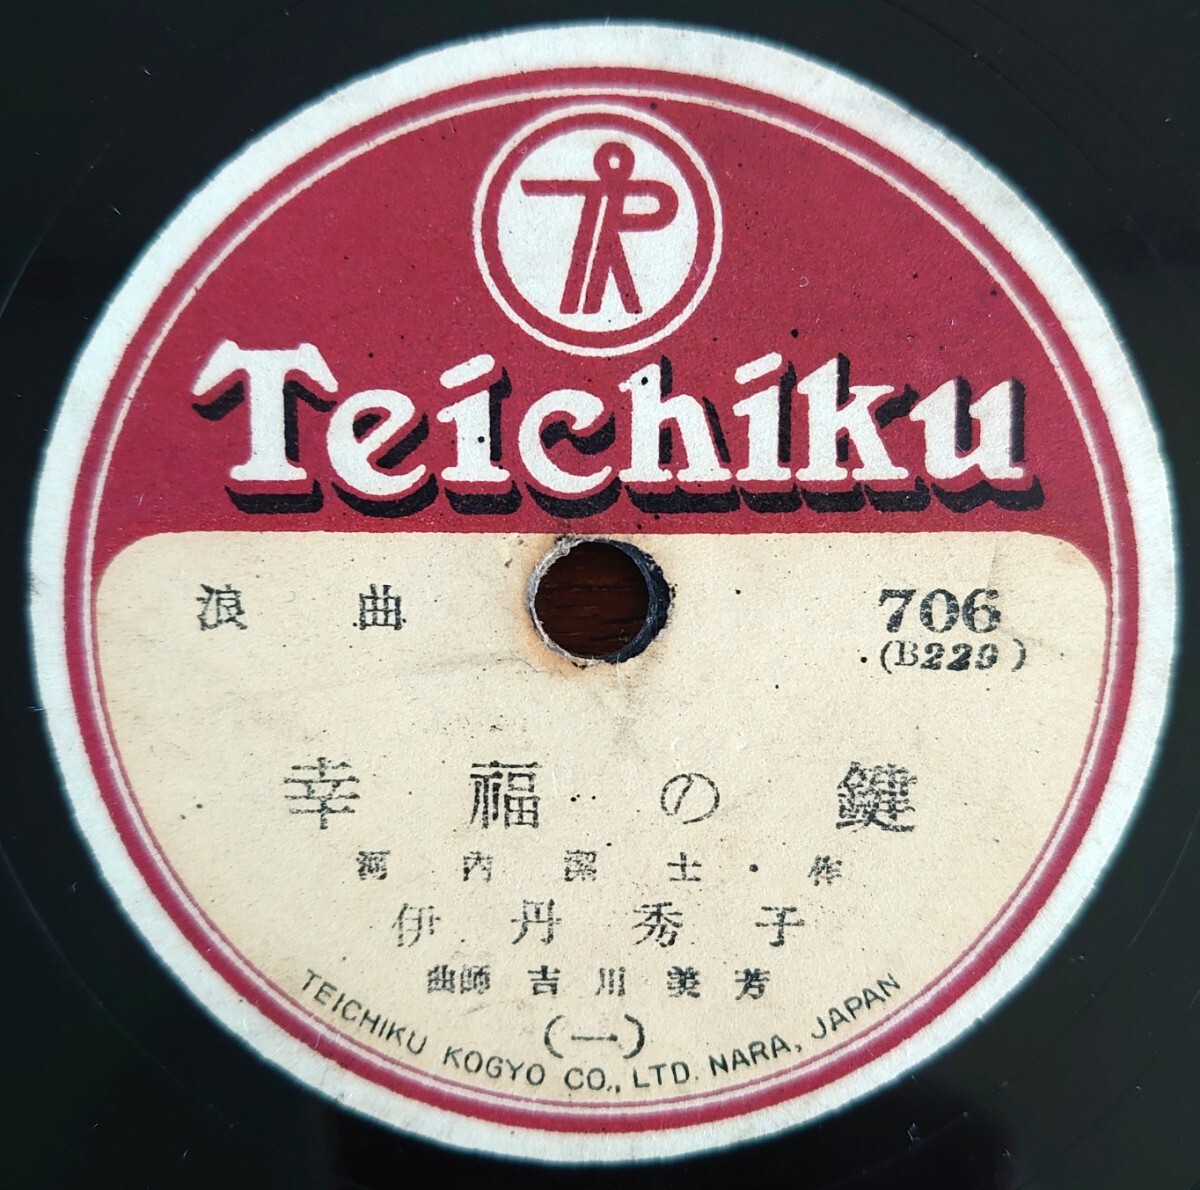 Teichiku
浪曲
706
(B229)
幸福の鍵
河内潔士・作
伊丹秀子
曲師 吉川美芳
(一)
TEICHIKU KOGYO CO., LTD. NARA, JAPAN